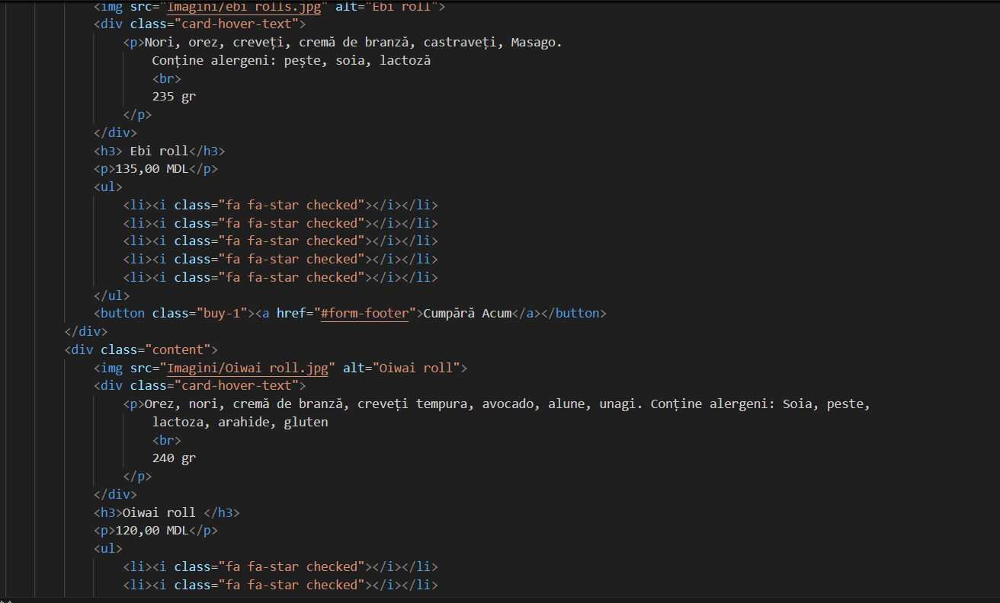 <img src="Imagini/ebi rolls.jpg" alt="Ebi roll">
<div class="card-hover-text">
<p>Nori, orez, creveți, cremă de branză, castraveți, Masago.
Conține alergeni: pește, soia, lactoză
<br>
235 gr
</p>
</div>
<h3> Ebi roll</h3>
<p>135,00 MDL</p>
<ul>
<li><i class="fa fa-star checked"></i></li>
<li><i class="fa fa-star checked"></i></li>
<li><i class="fa fa-star checked"></i></li>
<li><i class="fa fa-star checked"></i></li>
<li><i class="fa fa-star checked"></i></li>
</ul>
<button class="buy-1"><a href="#form-footer">Cumpără Acum</a></button>
</div>
<div class="content">
<img src="Imagini/Oiwai roll.jpg" alt="Oiwai roll">
<div class="card-hover-text">
<p>Orez, nori, cremă de branză, creveți tempura, avocado, alune, unagi. Conține alergeni: Soia, peste,
lactoza, arahide, gluten
<br>
240 gr
</p>
</div>
<h3>Oiwai roll </h3>
<p>120,00 MDL</p>
<ul>
<li><i class="fa fa-star checked"></i></li>
<li><i class="fa fa-star checked"></i></li>